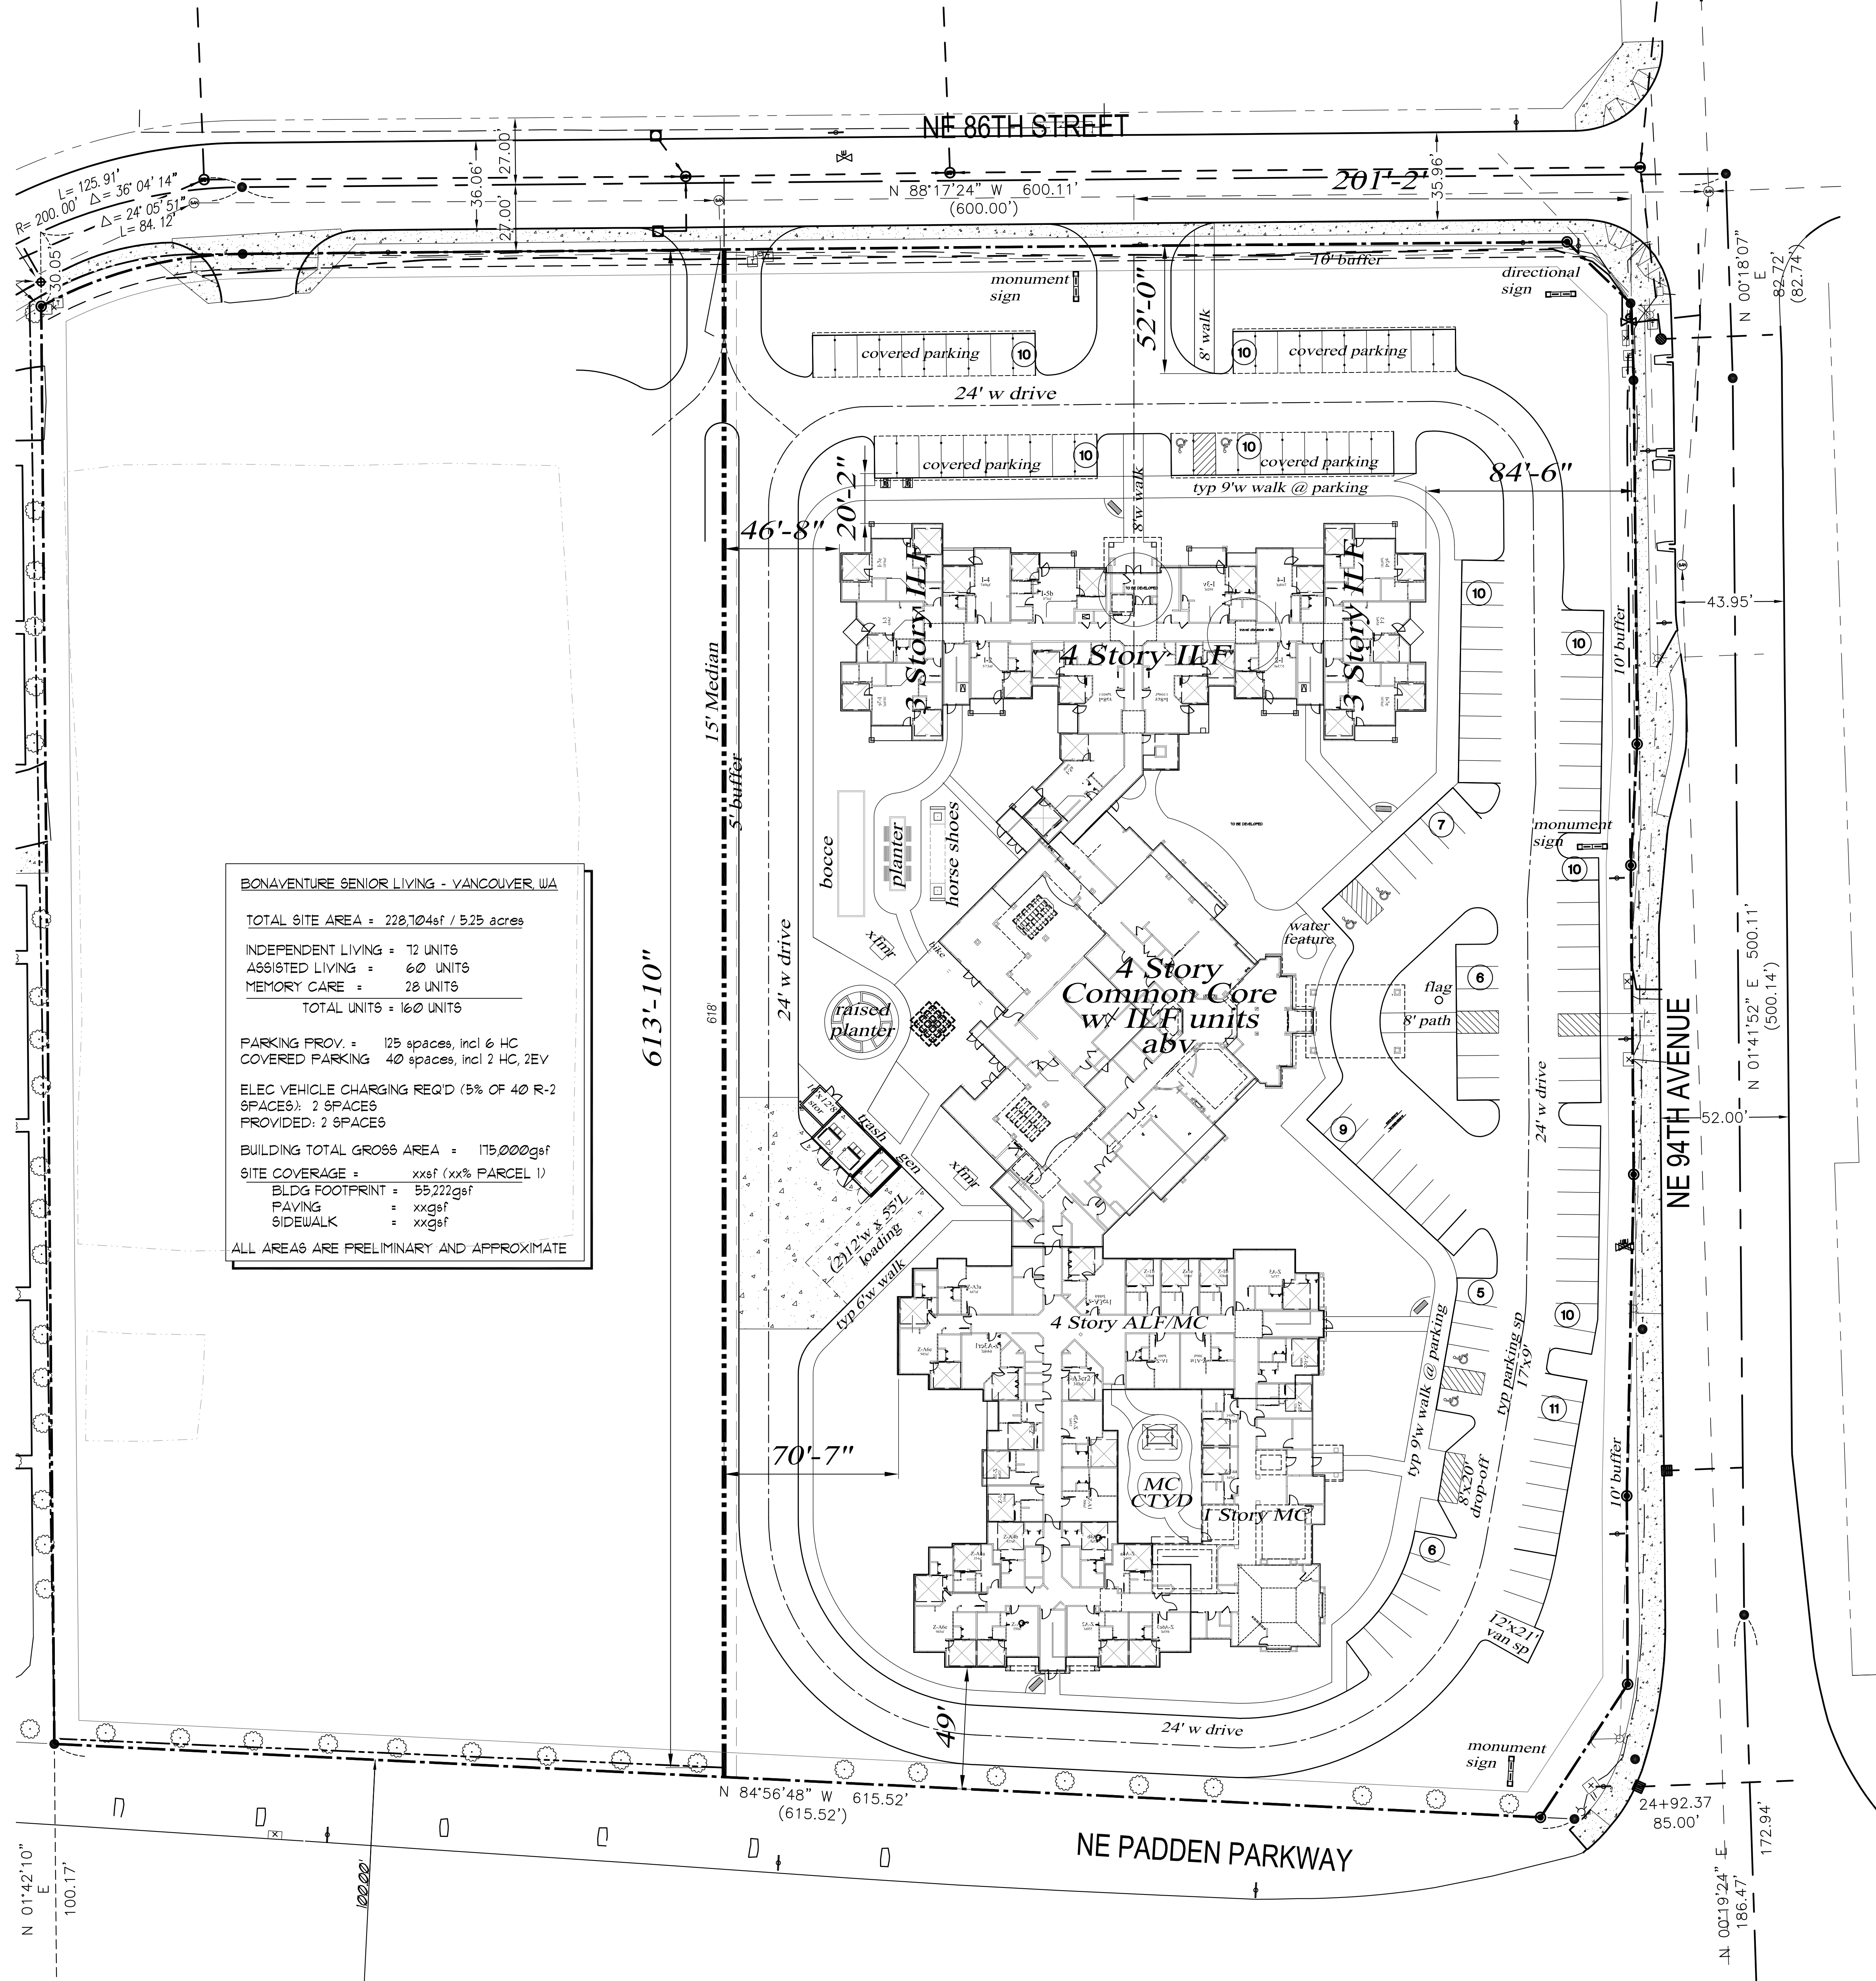 NE 86TH STREET
L= 125.91'
R= 200.00' Δ= 36°04'14"
Δ= 24°05'51"
L= 84.12'
30.05'
36.06'
27.00'
27.00'
N 88°17'24" W 600.11'
(600.00')
201'-2"
35.96'
N 00°18'07"
E
82.72'
(82.74')
10' buffer
monument
sign
directional
sign
52'-0"
8' walk
covered parking
10
10
covered parking
24' w drive
covered parking
10
10
covered parking
typ 9'w walk @ parking
84'-6"
20'-2"
46'-8"
8'w walk
3 Story ILF
4 Story ILF
3 Story ILF
I-4
I-5b
TO BE DEVELOPED
10
10
10' buffer
43.95'
15' Median
5' buffer
bocce
planter
horse shoes
TO BE DEVELOPED
7
monument
sign
10
BONAVENTURE SENIOR LIVING - VANCOUVER, WA
TOTAL SITE AREA = 228,704sf / 5.25 acres
INDEPENDENT LIVING = 72 UNITS
ASSISTED LIVING = 60 UNITS
MEMORY CARE = 28 UNITS
TOTAL UNITS = 160 UNITS
PARKING PROV. = 125 spaces, incl 6 HC
COVERED PARKING 40 spaces, incl 2 HC, 2EV
ELEC VEHICLE CHARGING REQ'D (5% OF 40 R-2
SPACES): 2 SPACES
PROVIDED: 2 SPACES
BUILDING TOTAL GROSS AREA = 175,000gsf
SITE COVERAGE = xxsf (xx% PARCEL 1)
BLDG FOOTPRINT = 55,222gsf
PAVING = xxgsf
SIDEWALK = xxgsf
ALL AREAS ARE PRELIMINARY AND APPROXIMATE
613'-10"
618'
24' w drive
xfmr
hike
water
feature
4 Story
Common Core
w/ ILF units
abv
raised
planter
flag
6
8' path
NE 94TH AVENUE
N 01°41'52" E 500.11'
(500.14')
52.00'
24' w drive
stor
trash
gen
xfmr
9
(2)12'w x 55'L
loading
typ 6'w walk
4 Story ALF/MC
5
10
typ 9'w walk @ parking
typ parking sp
17'x9'
11
70'-7"
MC
CTYD
1 Story MC
8'x20'
drop-off
10' buffer
6
12'x21'
van sp
49'
24' w drive
monument
sign
N 84°56'48" W 615.52'
(615.52')
NE PADDEN PARKWAY
24+92.37
85.00'
172.94'
N 00°19'24" E
186.47'
N 01°42'10"
E
100.17'
100.00'